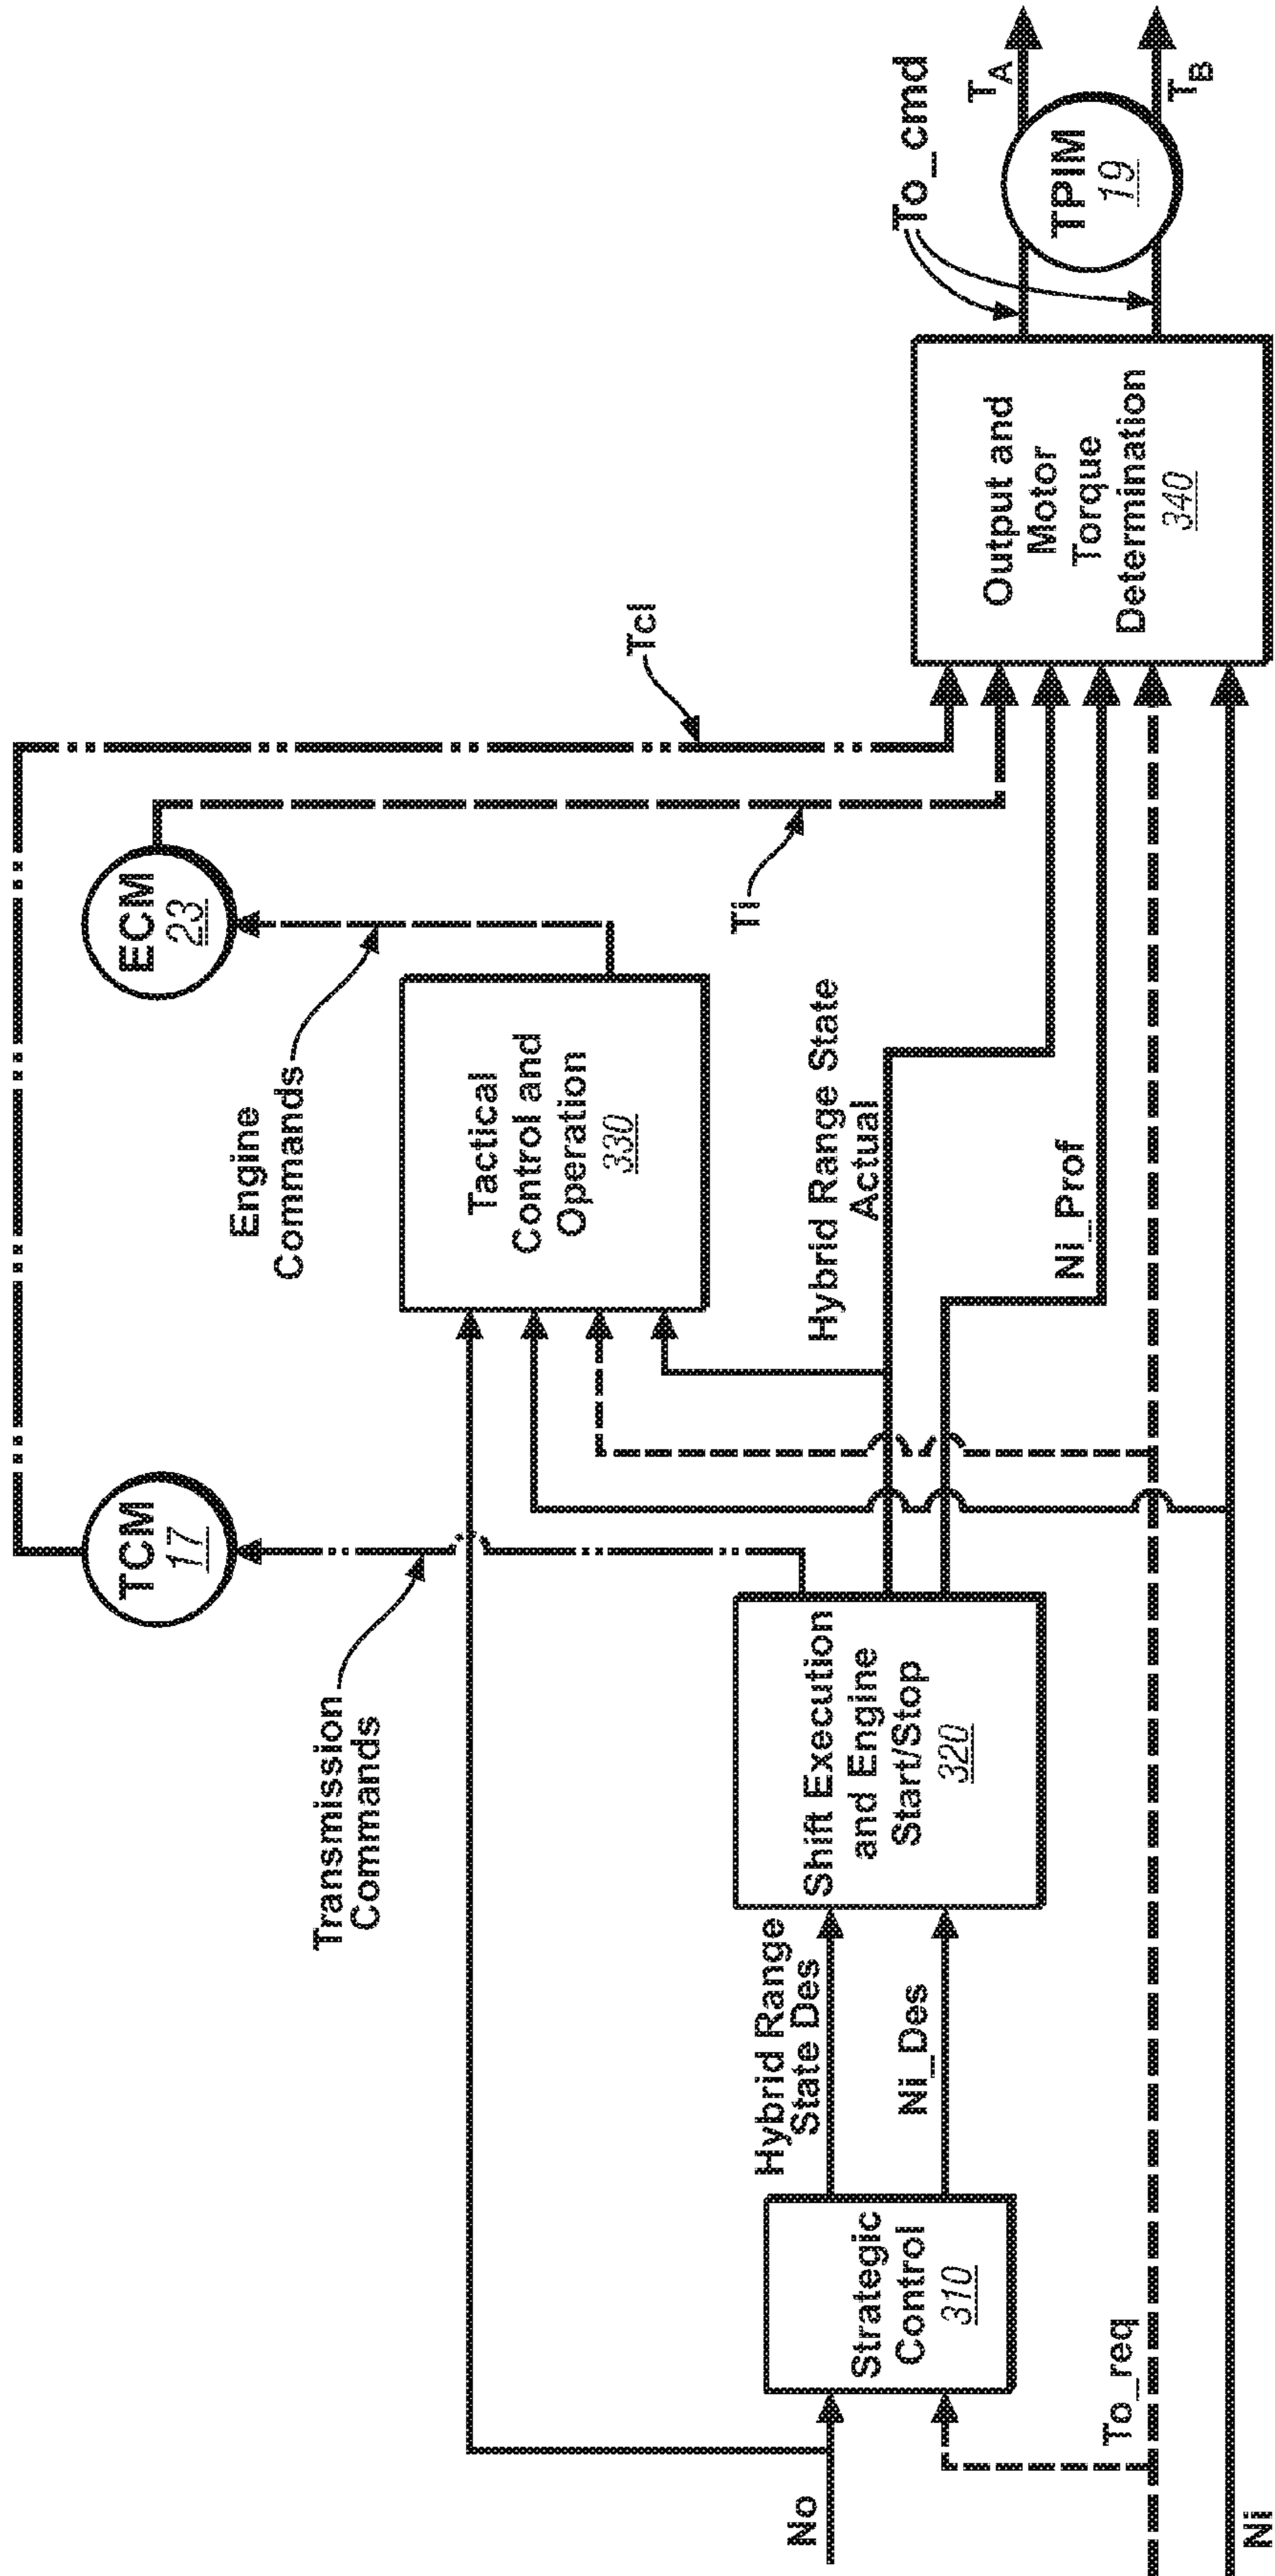 TCM
17
ECM
23
Tcl
Transmission
Commands
Engine
Commands
Ti
Tactical
Control and
Operation
330
To_cmd
T_A
TPIM
19
T_B
Hybrid Range State
Actual
Ni_Prof
Output and
Motor
Torque
Determination
340
Hybrid Range
State Des
Ni_Des
Shift Execution
and Engine
Start/Stop
320
No
Strategic
Control
310
To_req
Ni